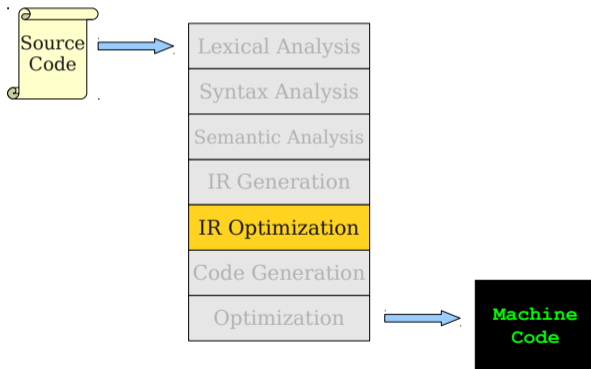 Source
Code
Lexical Analysis
Syntax Analysis
Semantic Analysis
IR Generation
IR Optimization
Code Generation
Optimization
Machine
Code